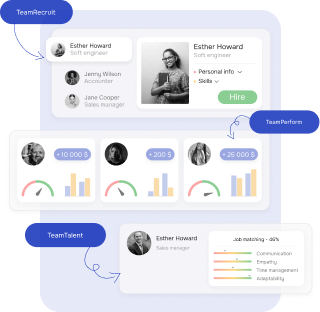 TeamRecruit
Esther Howard
Soft engineer
Jenny Wilson
Accounter
Jane Cooper
Sales manager
Esther Howard
Soft engineer
Personal info
Skills
Hire
TeamPerform
+ 10 000 $
+ 200 $
+ 25 000 $
TeamTalent
Esther Howard
Sales manager
Job matching - 46%
Communication
Empathy
Time management
Adaptability